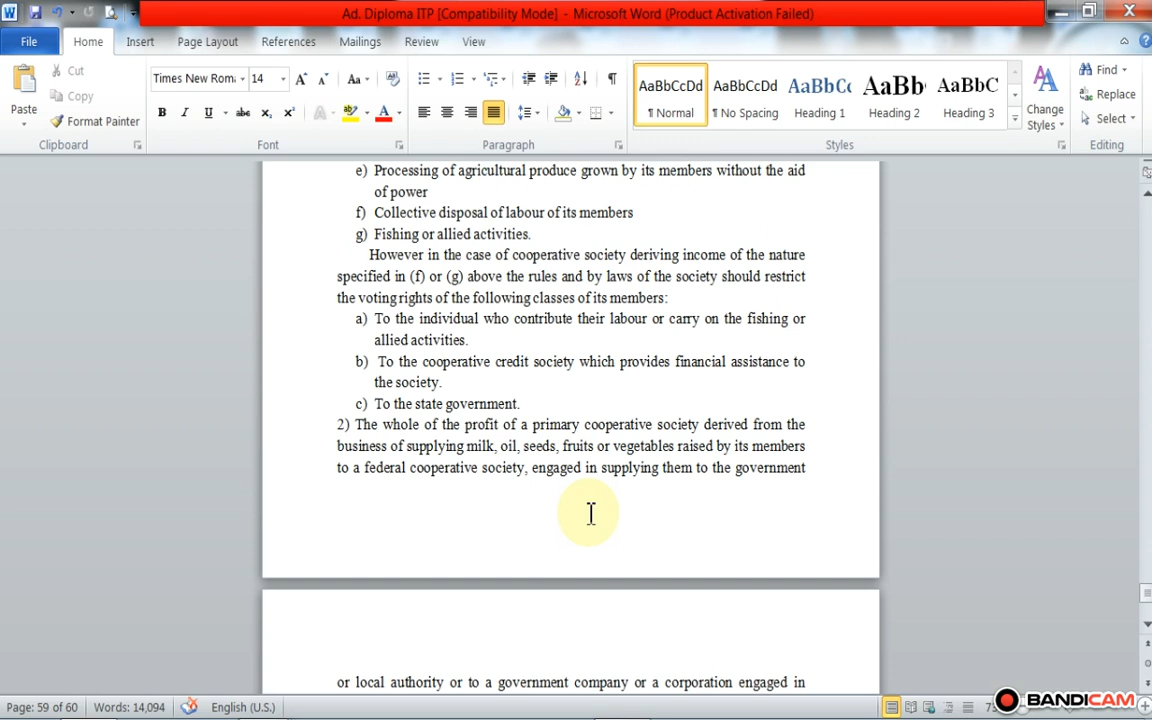 Ad. Diploma ITP [Compatibility Mode] - Microsoft Word (Product Activation Failed)
File Home Insert Page Layout References Mailings Review View
Paste
Cut
Copy
Format Painter
Clipboard
Times New Rom 14
Font
Paragraph
AaBbCcDd
¶ Normal
AaBbCcDd
¶ No Spacing
AaBbCc
Heading 1
AaBb
Heading 2
AaBbC
Heading 3
Change Styles
Styles
Find
Replace
Select
Editing
e) Processing of agricultural produce grown by its members without the aid
of power
f) Collective disposal of labour of its members
g) Fishing or allied activities.
However in the case of cooperative society deriving income of the nature
specified in (f) or (g) above the rules and by laws of the society should restrict
the voting rights of the following classes of its members:
a) To the individual who contribute their labour or carry on the fishing or
allied activities.
b) To the cooperative credit society which provides financial assistance to
the society.
c) To the state government.
2) The whole of the profit of a primary cooperative society derived from the
business of supplying milk, oil, seeds, fruits or vegetables raised by its members
to a federal cooperative society, engaged in supplying them to the government
or local authority or to a government company or a corporation engaged in
Page: 59 of 60 Words: 14,094 English (U.S.)
BANDICAM